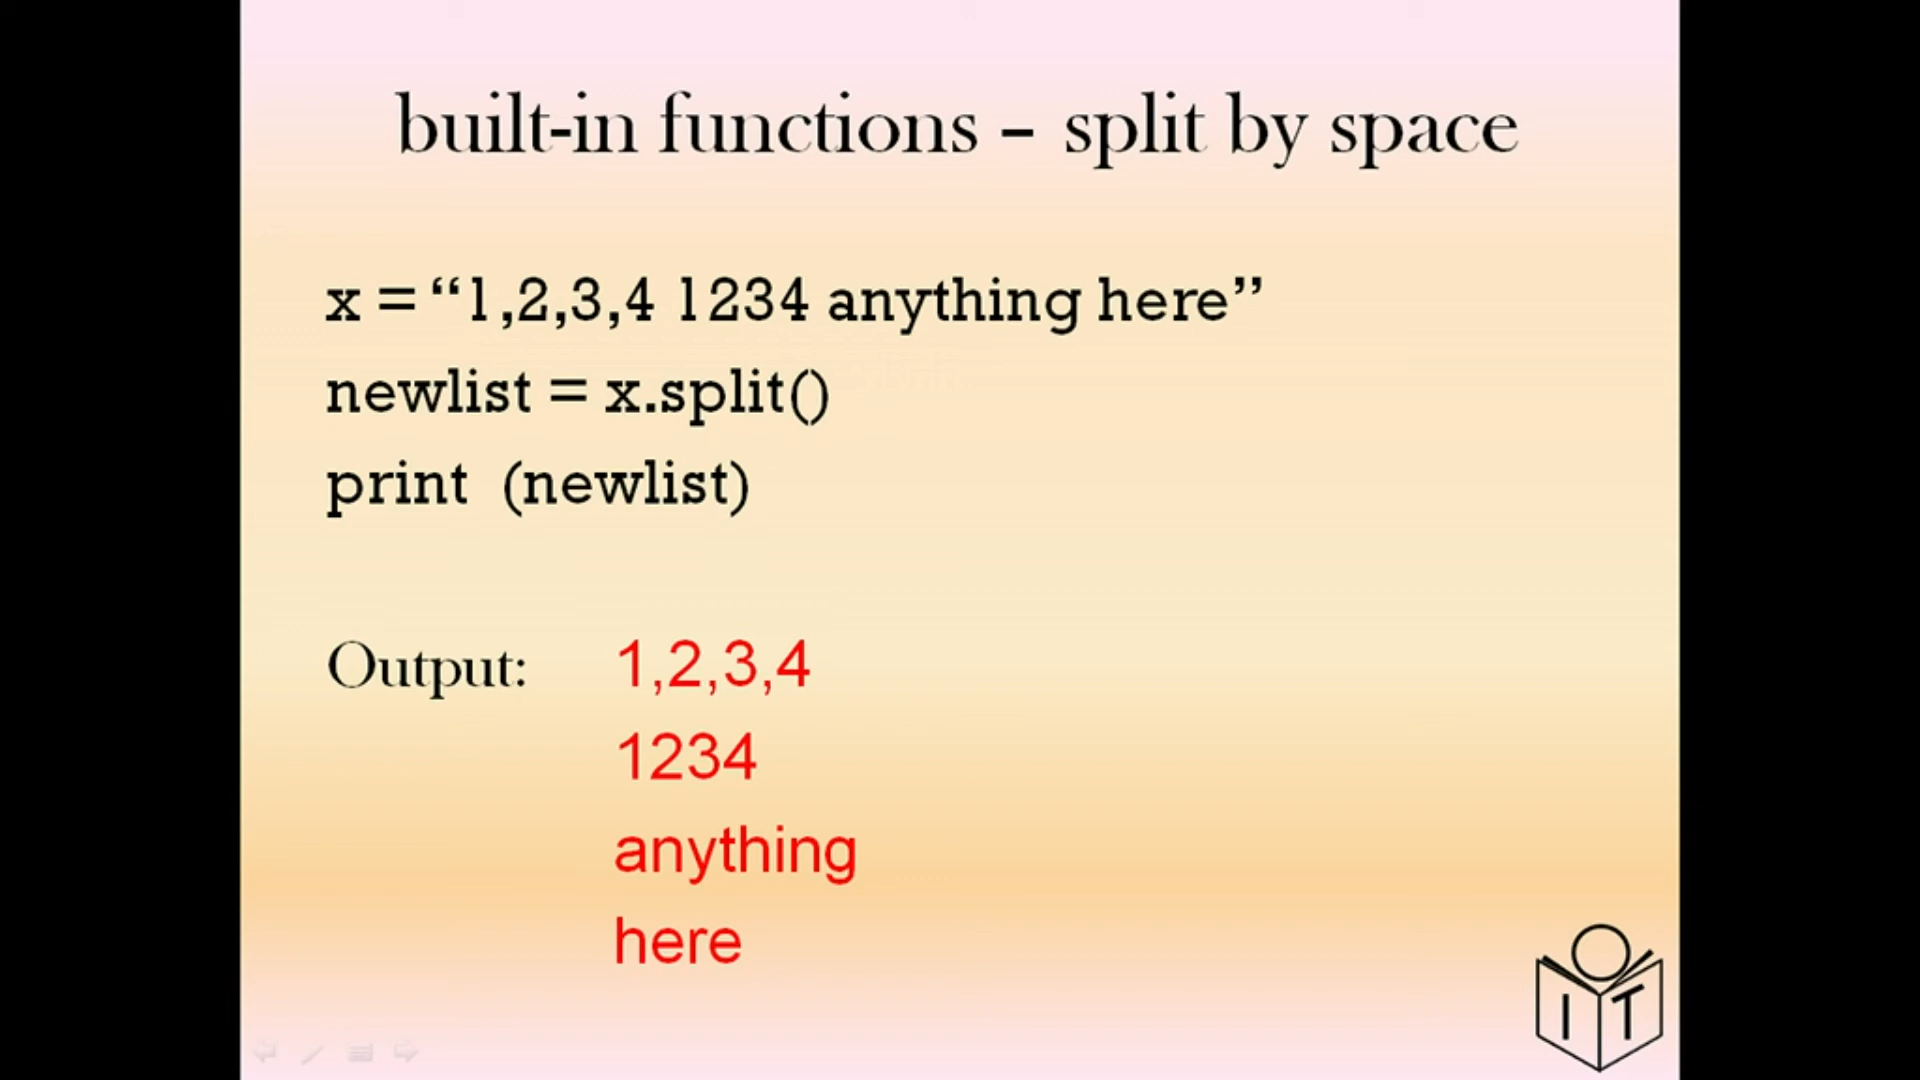 built-in functions – split by space
x = “1,2,3,4 1234 anything here”
newlist = x.split()
print (newlist)
Output: 1,2,3,4
1234
anything
here
I T